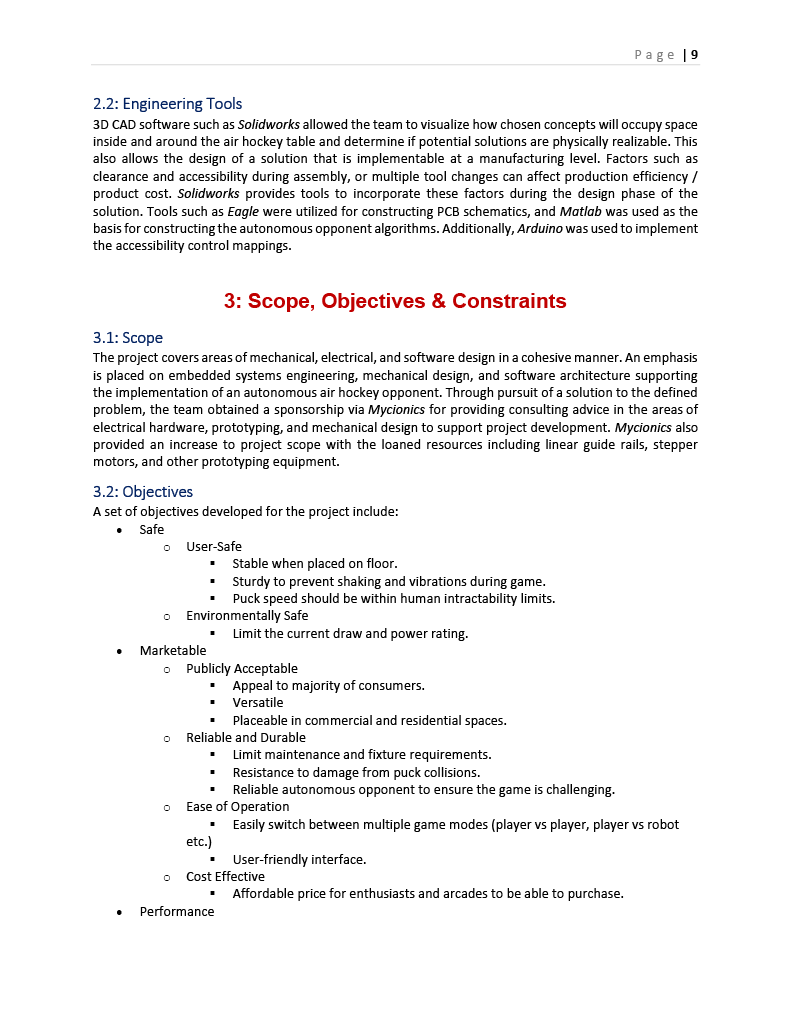 Page | 9
2.2: Engineering Tools
3D CAD software such as Solidworks allowed the team to visualize how chosen concepts will occupy space
inside and around the air hockey table and determine if potential solutions are physically realizable. This
also allows the design of a solution that is implementable at a manufacturing level. Factors such as
clearance and accessibility during assembly, or multiple tool changes can affect production efficiency /
product cost. Solidworks provides tools to incorporate these factors during the design phase of the
solution. Tools such as Eagle were utilized for constructing PCB schematics, and Matlab was used as the
basis for constructing the autonomous opponent algorithms. Additionally, Arduino was used to implement
the accessibility control mappings.
3: Scope, Objectives & Constraints
3.1: Scope
The project covers areas of mechanical, electrical, and software design in a cohesive manner. An emphasis
is placed on embedded systems engineering, mechanical design, and software architecture supporting
the implementation of an autonomous air hockey opponent. Through pursuit of a solution to the defined
problem, the team obtained a sponsorship via Mycionics for providing consulting advice in the areas of
electrical hardware, prototyping, and mechanical design to support project development. Mycionics also
provided an increase to project scope with the loaned resources including linear guide rails, stepper
motors, and other prototyping equipment.
3.2: Objectives
A set of objectives developed for the project include:
• Safe
o User-Safe
▪ Stable when placed on floor.
▪ Sturdy to prevent shaking and vibrations during game.
▪ Puck speed should be within human intractability limits.
o Environmentally Safe
▪ Limit the current draw and power rating.
• Marketable
o Publicly Acceptable
▪ Appeal to majority of consumers.
▪ Versatile
▪ Placeable in commercial and residential spaces.
o Reliable and Durable
▪ Limit maintenance and fixture requirements.
▪ Resistance to damage from puck collisions.
▪ Reliable autonomous opponent to ensure the game is challenging.
o Ease of Operation
▪ Easily switch between multiple game modes (player vs player, player vs robot
etc.)
▪ User-friendly interface.
o Cost Effective
▪ Affordable price for enthusiasts and arcades to be able to purchase.
• Performance